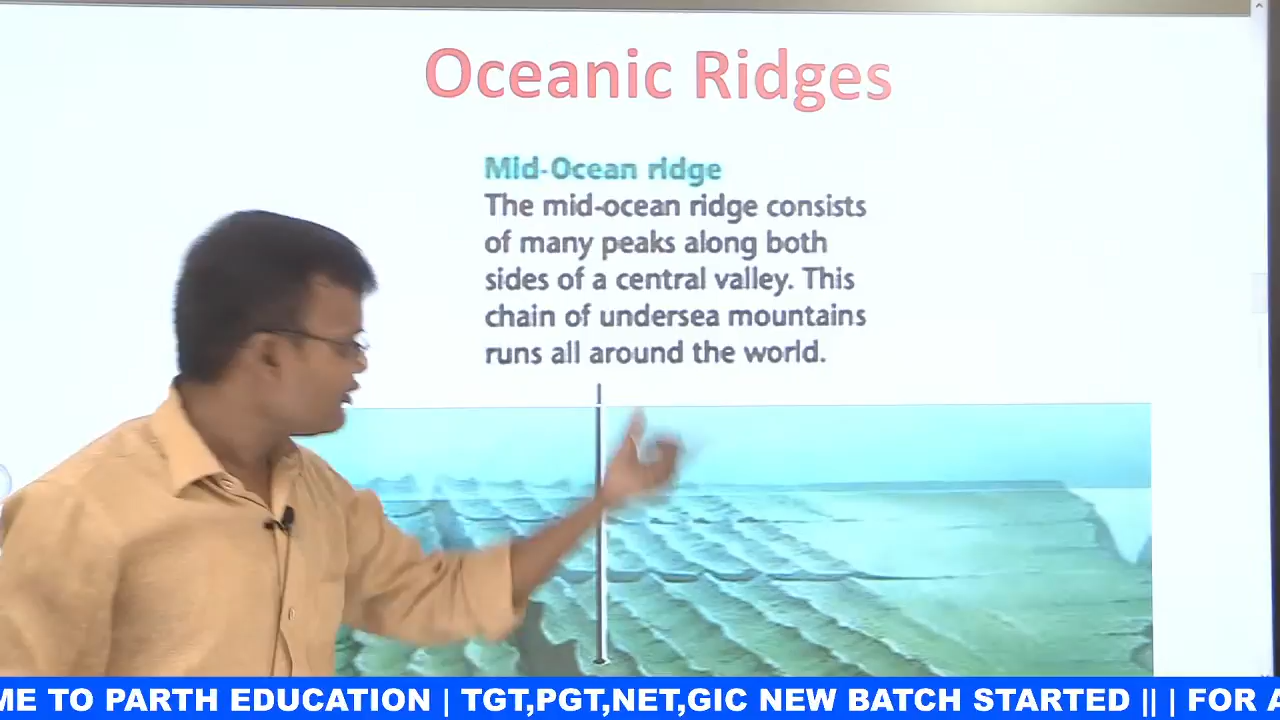 Oceanic Ridges
Mid-Ocean ridge
The mid-ocean ridge consists
of many peaks along both
sides of a central valley. This
chain of undersea mountains
runs all around the world.
TO PARTH EDUCATION | TGT,PGT,NET,GIC NEW BATCH STARTED || | FOR